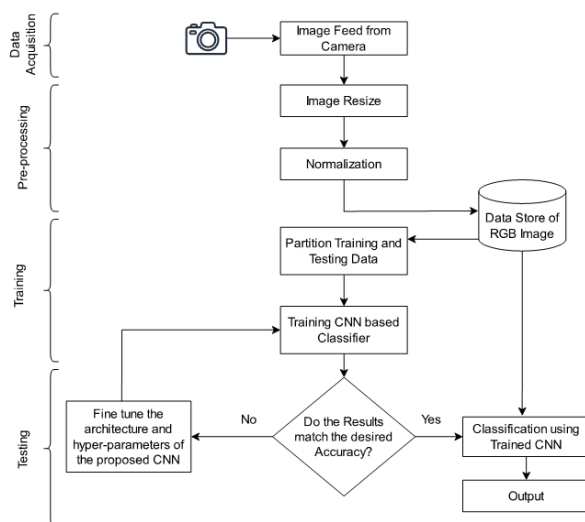 Data
Acquisition
Image Feed from
Camera
Pre-processing
Image Resize
Normalization
Data Store of
RGB Image
Training
Partition Training and
Testing Data
Training CNN based
Classifier
Testing
Fine tune the
architecture and
hyper-parameters of
the proposed CNN
No
Do the Results
match the desired
Accuracy?
Yes
Classification using
Trained CNN
Output